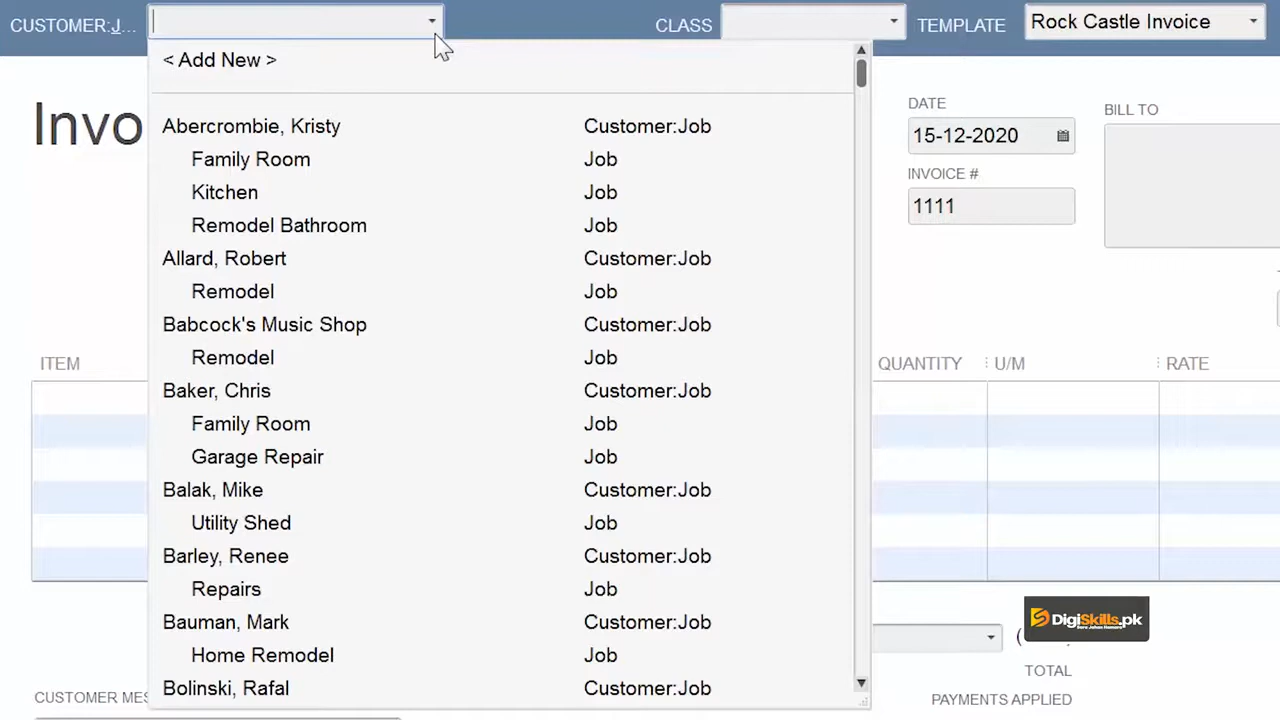 CUSTOMER:J... CLASS TEMPLATE Rock Castle Invoice
< Add New >
Invo
DATE
BILL TO
15-12-2020
INVOICE #
1111
Abercrombie, Kristy Customer:Job
Family Room Job
Kitchen Job
Remodel Bathroom Job
Allard, Robert Customer:Job
Remodel Job
Babcock's Music Shop Customer:Job
Remodel Job
Baker, Chris Customer:Job
Family Room Job
Garage Repair Job
Balak, Mike Customer:Job
Utility Shed Job
Barley, Renee Customer:Job
Repairs Job
Bauman, Mark Customer:Job
Home Remodel Job
Bolinski, Rafal Customer:Job
ITEM QUANTITY U/M RATE
DigiSkills.pk
TOTAL
CUSTOMER MES
PAYMENTS APPLIED